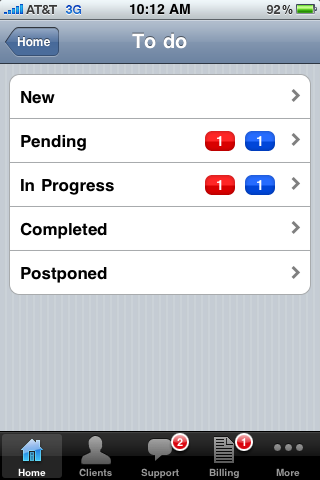 AT&T 3G 10:12 AM 92%
Home To do
New
Pending 1 1
In Progress 1 1
Completed
Postponed
2 1
Home Clients Support Billing More